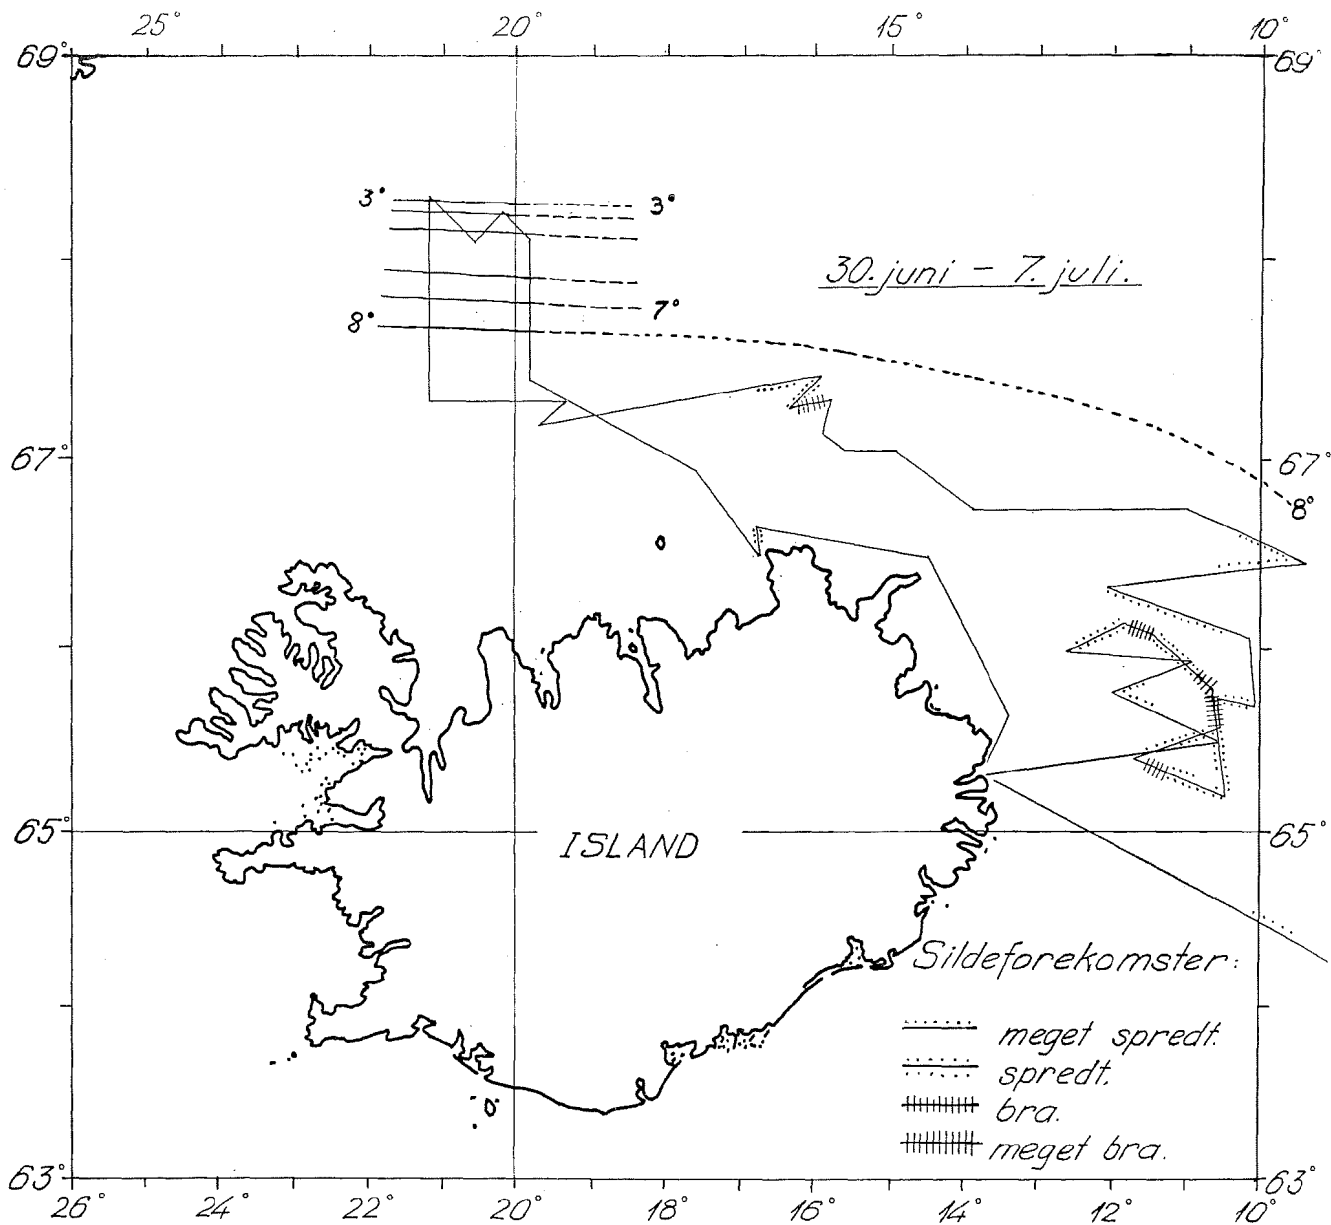 25° 20° 15° 10°
69° 69°
3° 3°
30. juni – 7. juli.
7°
8°
67° 67°
8°
65° ISLAND 65°
Sildeforekomster:
meget spredt.
spredt.
bra.
meget bra.
63° 63°
26° 24° 22° 20° 18° 16° 14° 12° 10°